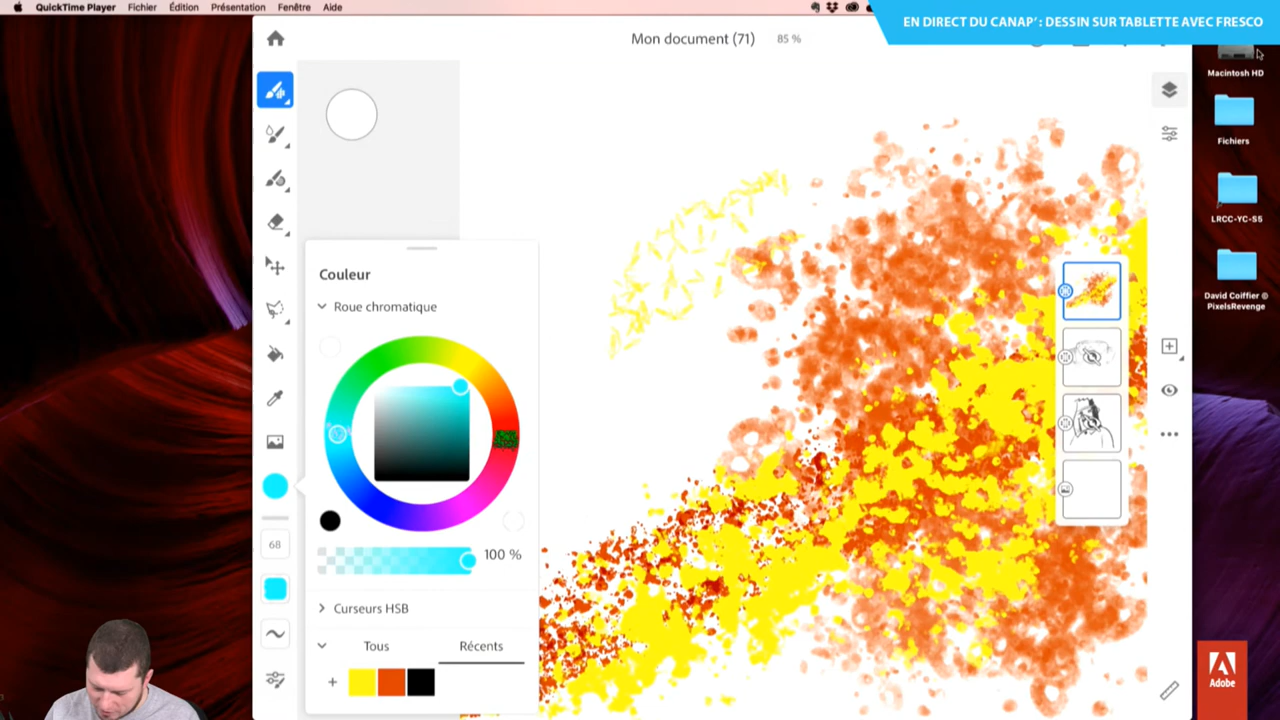 QuickTime Player Fichier Édition Présentation Fenêtre Aide
EN DIRECT DU CANAP' : DESSIN SUR TABLETTE AVEC FRESCO
Mon document (71) 85 %
Macintosh HD
Fichiers
LRCC-YC-S5
David Coiffier ©
PixelsRevenge
Couleur
Roue chromatique
100 %
68
Curseurs HSB
Tous Récents
Adobe